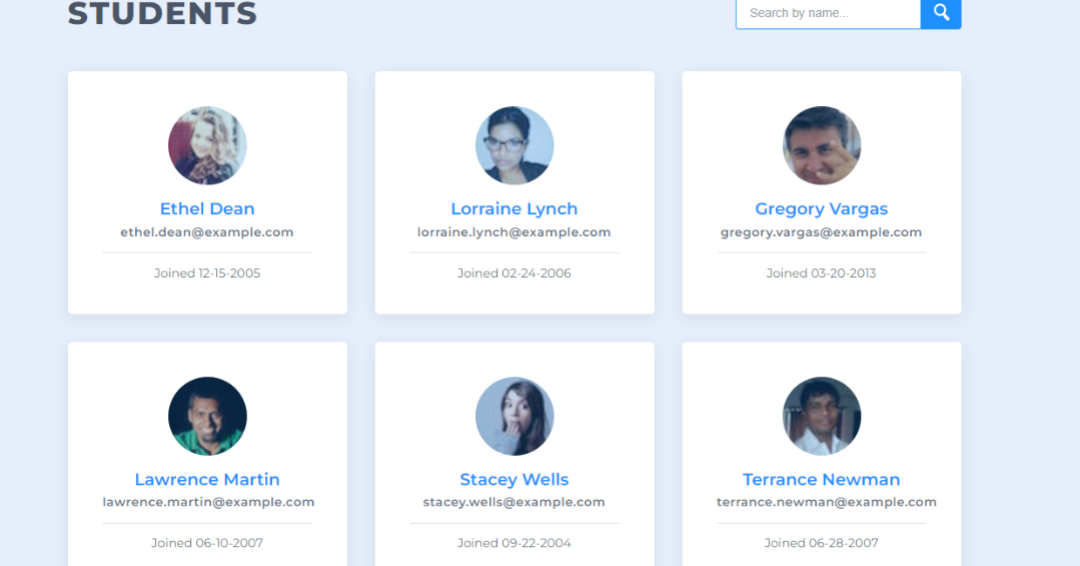 STUDENTS
Search by name...
Ethel Dean
ethel.dean@example.com
Joined 12-15-2005
Lorraine Lynch
lorraine.lynch@example.com
Joined 02-24-2006
Gregory Vargas
gregory.vargas@example.com
Joined 03-20-2013
Lawrence Martin
lawrence.martin@example.com
Joined 06-10-2007
Stacey Wells
stacey.wells@example.com
Joined 09-22-2004
Terrance Newman
terrance.newman@example.com
Joined 06-28-2007